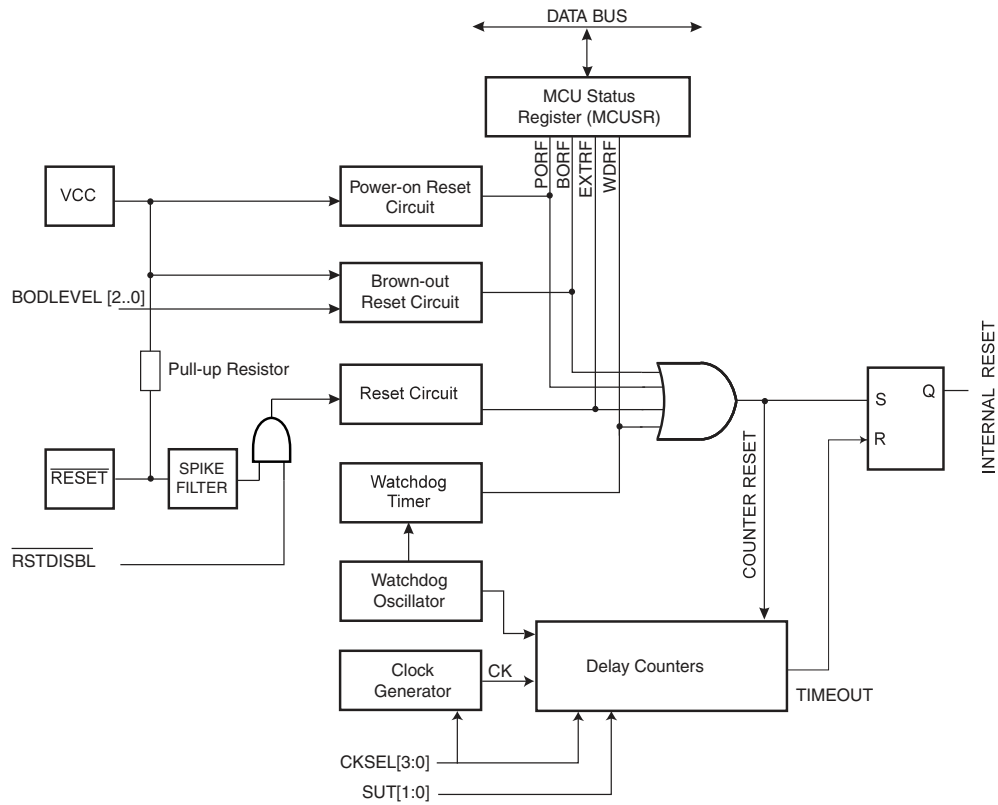 DATA BUS
MCU Status
Register (MCUSR)
PORF
BORF
EXTRF
WDRF
VCC
Power-on Reset
Circuit
Brown-out
Reset Circuit
BODLEVEL [2..0]
Pull-up Resistor
Reset Circuit
S
Q
R
INTERNAL RESET
RESET
SPIKE
FILTER
Watchdog
Timer
COUNTER RESET
RSTDISBL
Watchdog
Oscillator
Clock
Generator
CK
Delay Counters
TIMEOUT
CKSEL[3:0]
SUT[1:0]